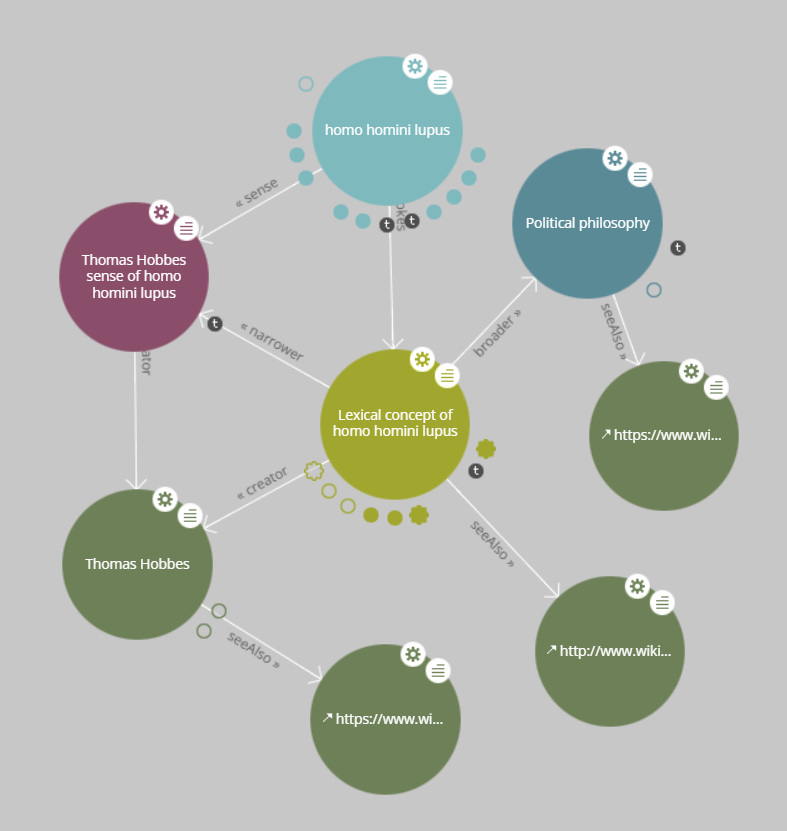 homo homini lupus
« sense
t
t
Political philosophy
t
Thomas Hobbes
sense of homo
homini lupus
t
« narrower
broader »
seeAlso »
Lexical concept of
homo homini lupus
↗ https://www.wi...
t
« creator
seeAlso »
Thomas Hobbes
seeAlso »
↗ http://www.wiki...
↗ https://www.wi...